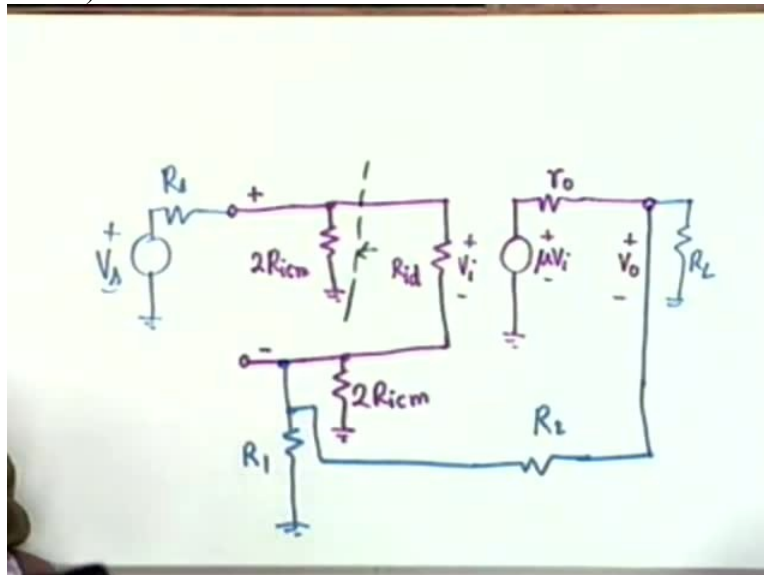 Rs
+
ro
+
Vs
2Ricm
Rid
+
Vi
-
+
μVi
-
+
Vo
-
RL
-
2Ricm
R1
R2